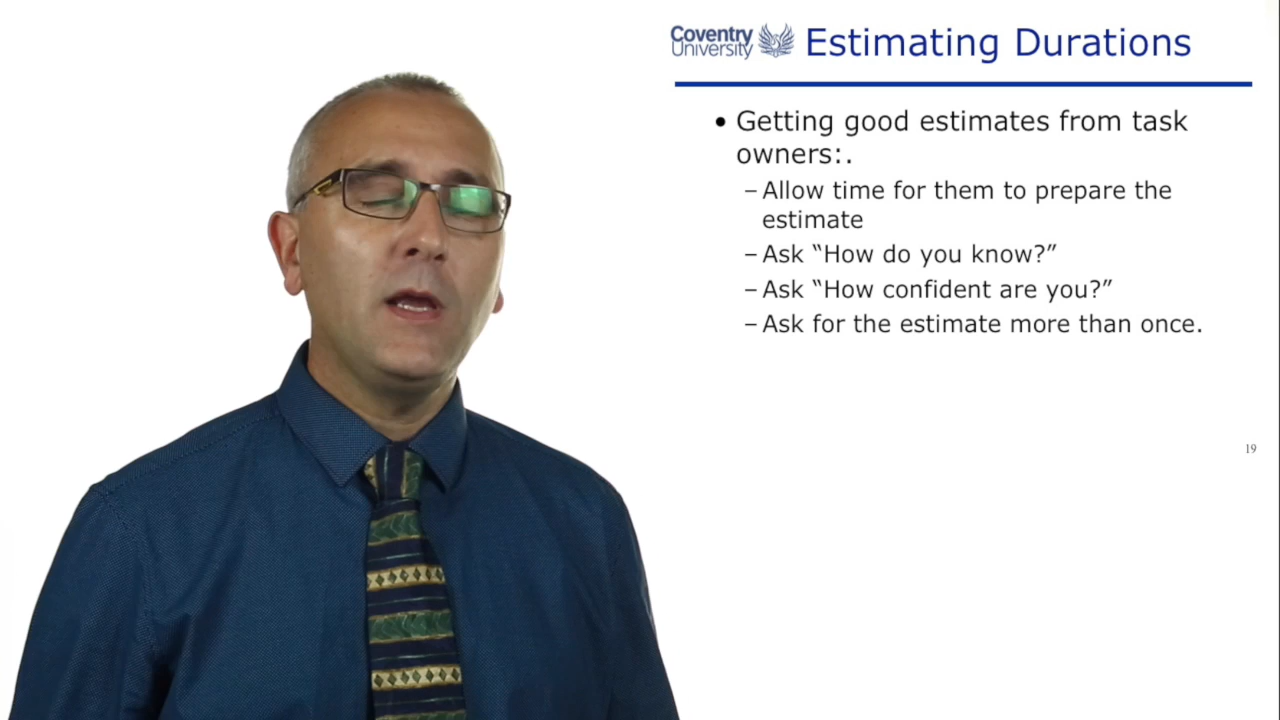 Coventry
University
Estimating Durations
• Getting good estimates from task
owners:.
– Allow time for them to prepare the
estimate
– Ask “How do you know?”
– Ask “How confident are you?”
– Ask for the estimate more than once.
19